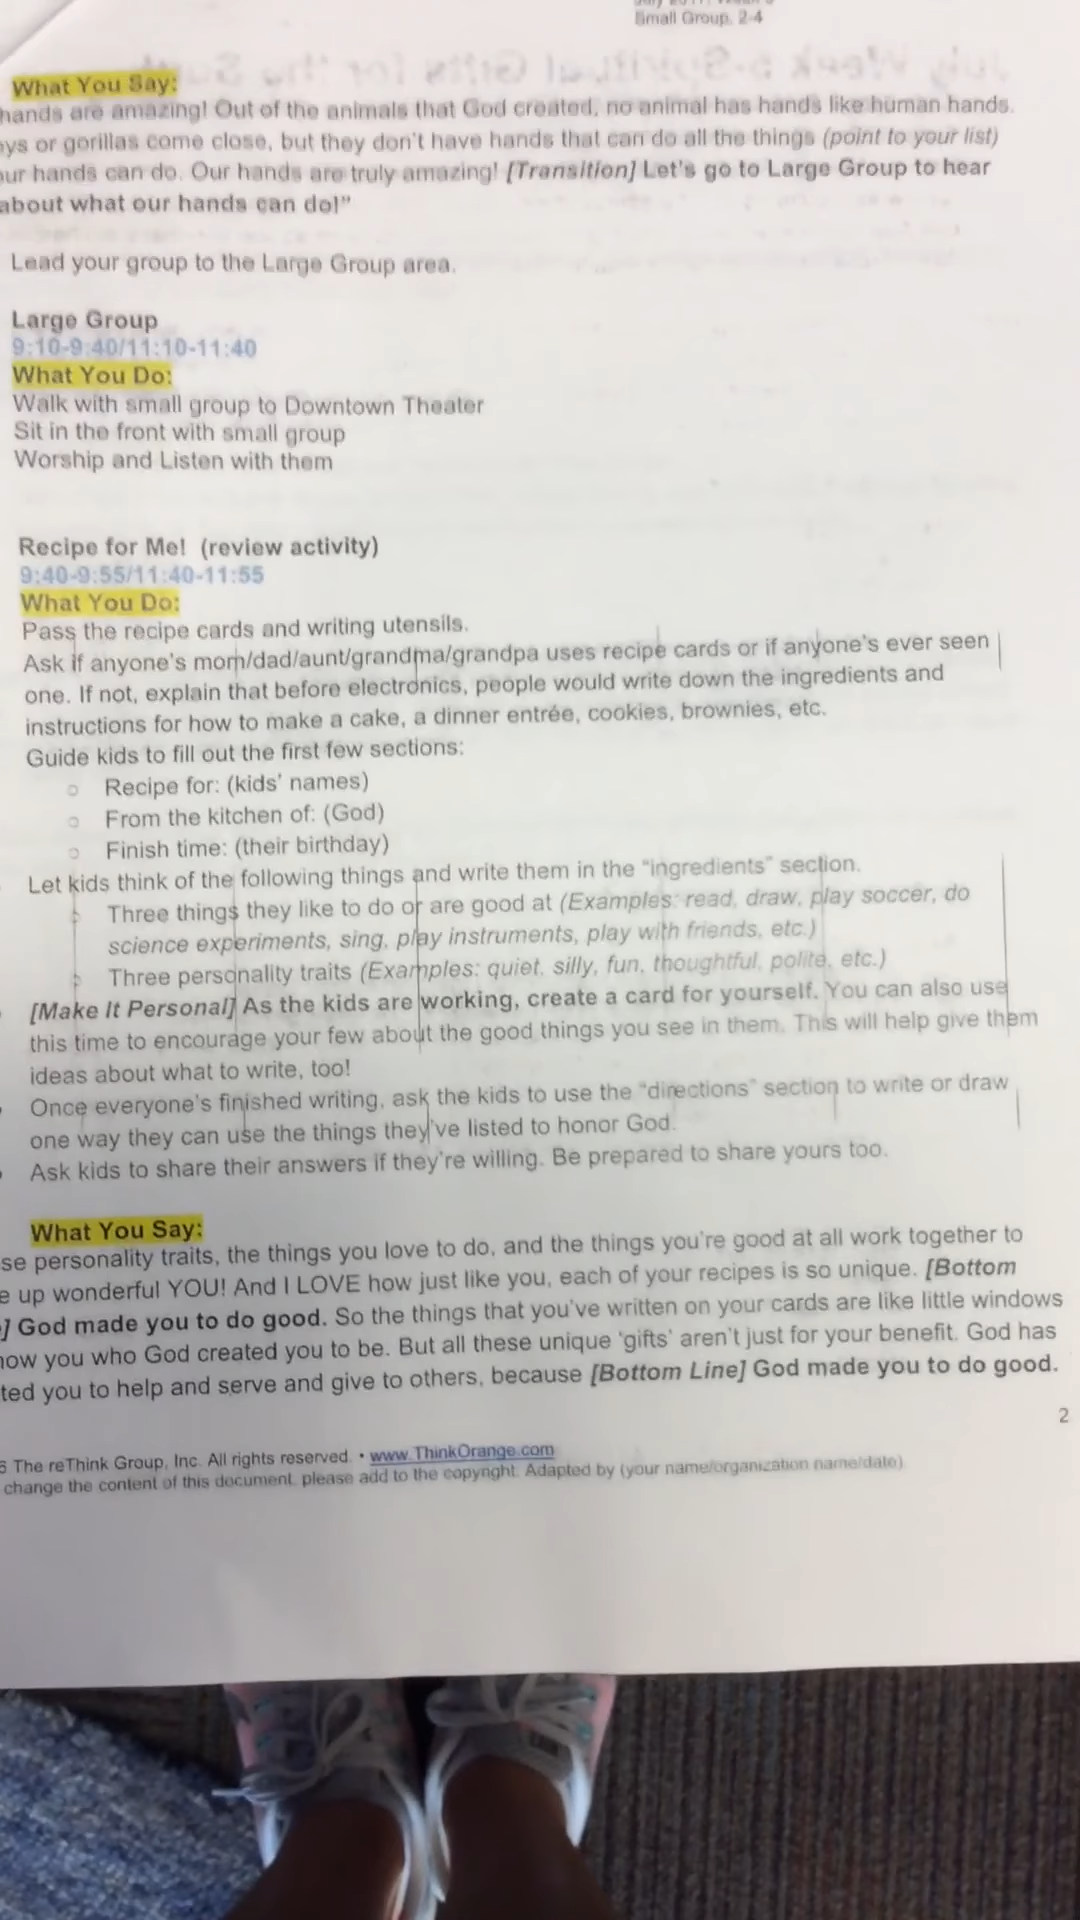 Small Group, 2-4
What You Say:
hands are amazing! Out of the animals that God created, no animal has hands like human hands.
ys or gorillas come close, but they don't have hands that can do all the things (point to your list)
ur hands can do. Our hands are truly amazing! [Transition] Let's go to Large Group to hear
about what our hands can do!"
Lead your group to the Large Group area.
Large Group
9:10-9:40/11:10-11:40
What You Do:
Walk with small group to Downtown Theater
Sit in the front with small group
Worship and Listen with them
Recipe for Me! (review activity)
9:40-9:55/11:40-11:55
What You Do:
Pass the recipe cards and writing utensils.
Ask if anyone's mom/dad/aunt/grandma/grandpa uses recipe cards or if anyone's ever seen
one. If not, explain that before electronics, people would write down the ingredients and
instructions for how to make a cake, a dinner entrée, cookies, brownies, etc.
Guide kids to fill out the first few sections:
○ Recipe for: (kids' names)
○ From the kitchen of: (God)
○ Finish time: (their birthday)
Let kids think of the following things and write them in the "ingredients" section.
Three things they like to do or are good at (Examples: read, draw, play soccer, do
science experiments, sing, play instruments, play with friends, etc.)
Three personality traits (Examples: quiet, silly, fun, thoughtful, polite, etc.)
[Make It Personal] As the kids are working, create a card for yourself. You can also use
this time to encourage your few about the good things you see in them. This will help give them
ideas about what to write, too!
Once everyone's finished writing, ask the kids to use the "directions" section to write or draw
one way they can use the things they've listed to honor God.
Ask kids to share their answers if they're willing. Be prepared to share yours too.
What You Say:
se personality traits, the things you love to do, and the things you're good at all work together to
e up wonderful YOU! And I LOVE how just like you, each of your recipes is so unique. [Bottom
] God made you to do good. So the things that you've written on your cards are like little windows
how you who God created you to be. But all these unique 'gifts' aren't just for your benefit. God has
ted you to help and serve and give to others, because [Bottom Line] God made you to do good.
2
6 The reThink Group, Inc. All rights reserved. • www.ThinkOrange.com
change the content of this document, please add to the copyright: Adapted by (your name/organization name/date)